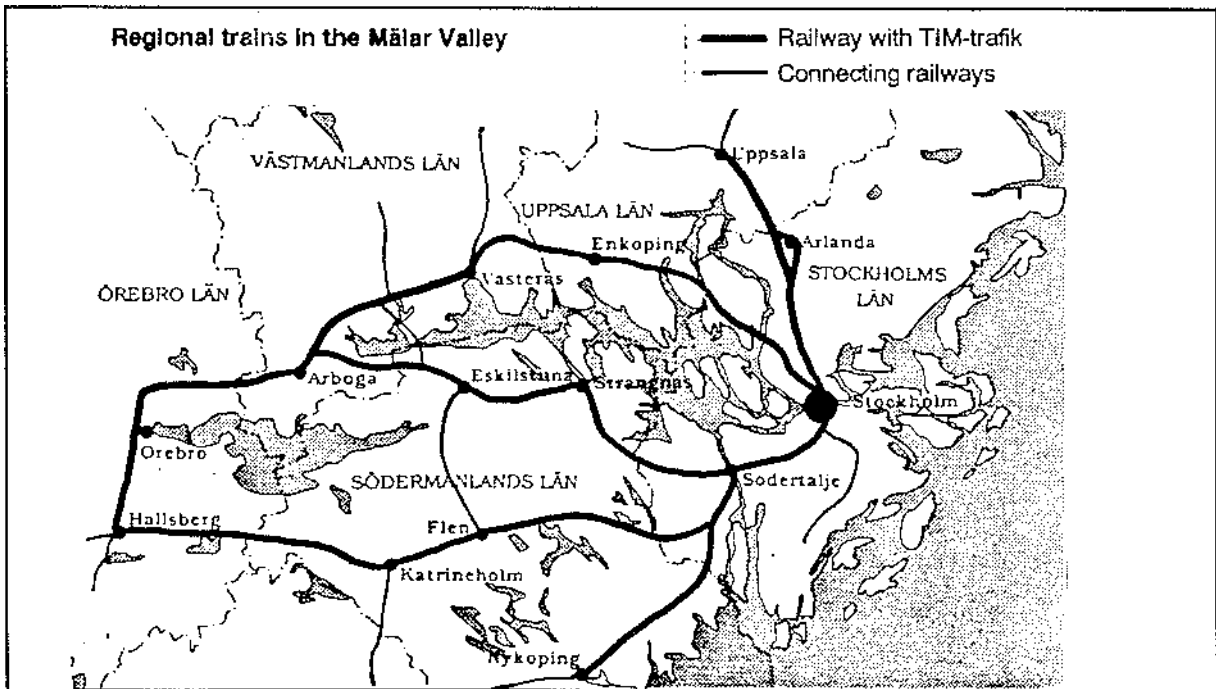 Regional trains in the Mälar Valley
Railway with TIM-trafik
Connecting railways
Uppsala
VÄSTMANLANDS LÄN
UPPSALA LÄN
Enkoping
Arlanda
STOCKHOLMS
LÄN
Vasteras
ÖREBRO LÄN
Arboga
Eskilstuna
Strangnas
Stockholm
Orebro
SÖDERMANLANDS LÄN
Södertalje
Hallsberg
Flen
Katrineholm
Nykoping